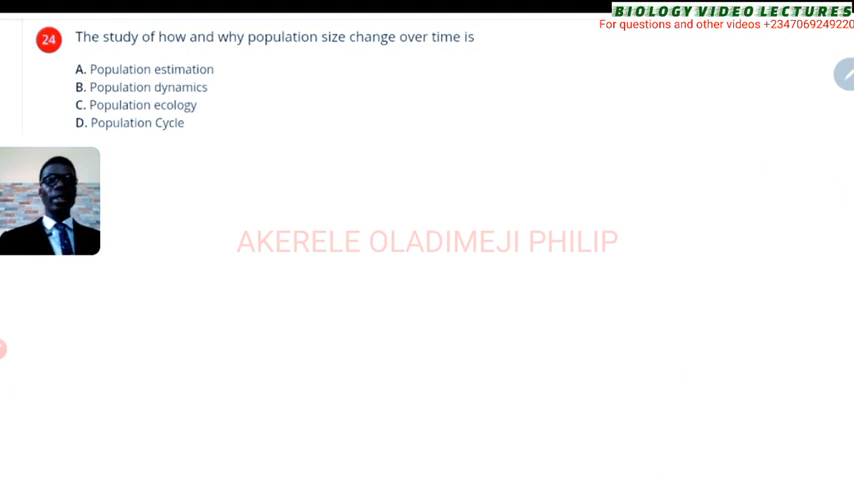 BIOLOGY VIDEO LECTURES
For questions and other videos +2347069249220
24 The study of how and why population size change over time is
A. Population estimation
B. Population dynamics
C. Population ecology
D. Population Cycle
AKERELE OLADIMEJI PHILIP